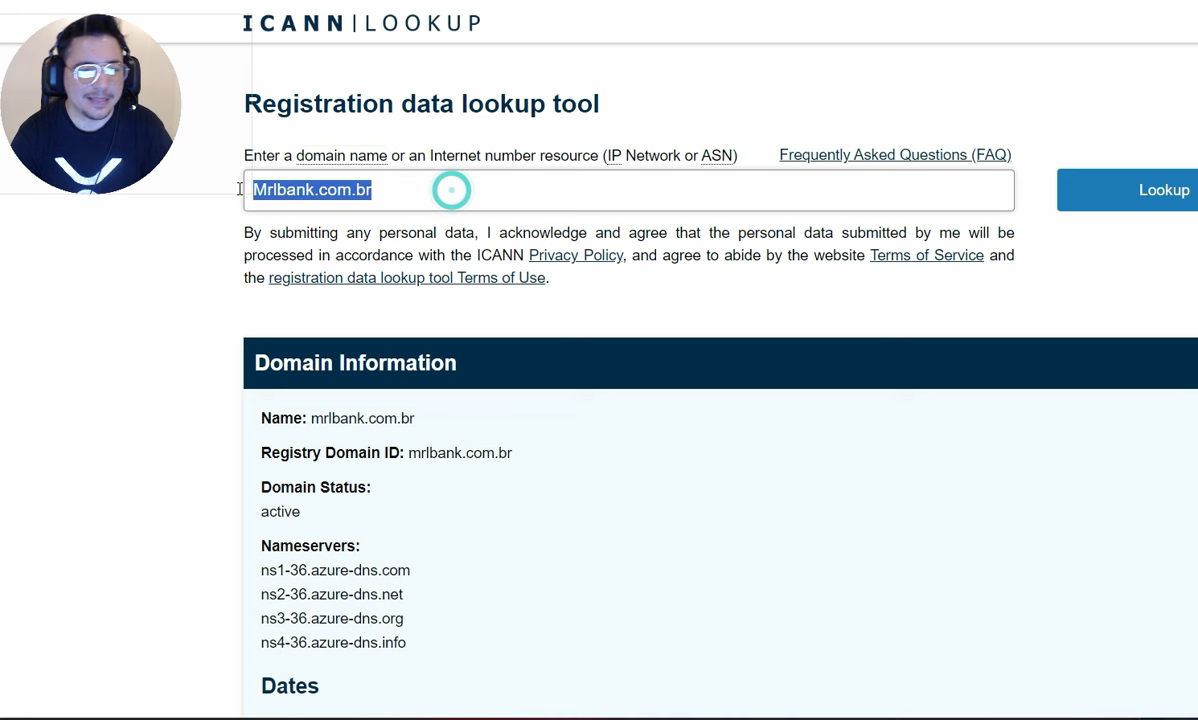 ICANN|LOOKUP
Registration data lookup tool
Enter a domain name or an Internet number resource (IP Network or ASN)
Frequently Asked Questions (FAQ)
Mrlbank.com.br
Lookup
By submitting any personal data, I acknowledge and agree that the personal data submitted by me will be
processed in accordance with the ICANN Privacy Policy, and agree to abide by the website Terms of Service and
the registration data lookup tool Terms of Use.
Domain Information
Name: mrlbank.com.br
Registry Domain ID: mrlbank.com.br
Domain Status:
active
Nameservers:
ns1-36.azure-dns.com
ns2-36.azure-dns.net
ns3-36.azure-dns.org
ns4-36.azure-dns.info
Dates